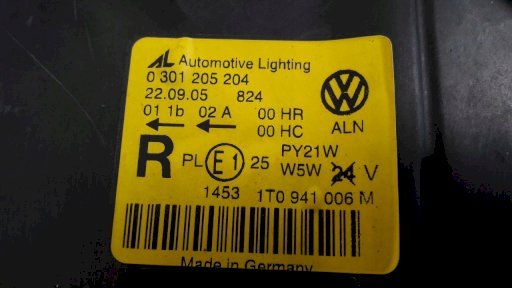 AL Automotive Lighting
0 301 205 204
22.09.05 824
01 1b 02 A 00 HR
00 HC ALN
R PL E1 25 PY21W
W5W 24 V
1453 1T0 941 006 M
Made in Germany